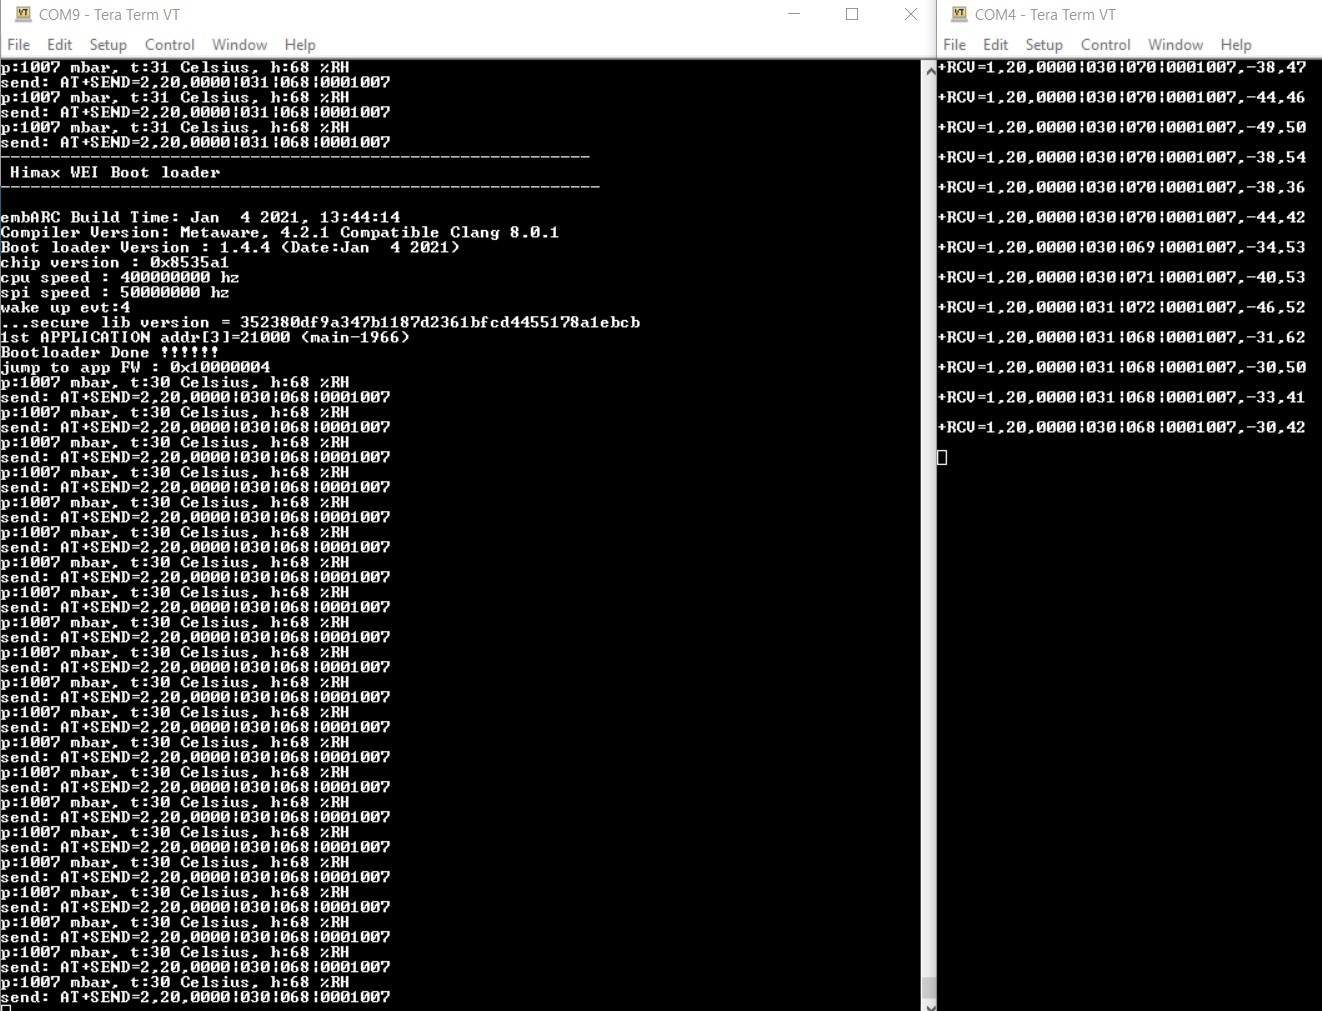 COM9 - Tera Term VT
File Edit Setup Control Window Help
p:1007 mbar, t:31 Celsius, h:68 %RH
send: AT+SEND=2,20,0000|031|068|0001007
p:1007 mbar, t:31 Celsius, h:68 %RH
send: AT+SEND=2,20,0000|031|068|0001007
p:1007 mbar, t:31 Celsius, h:68 %RH
send: AT+SEND=2,20,0000|031|068|0001007
-----------------------------------------------------------
Himax WEI Boot loader
------------------------------------------------------------
embARC Build Time: Jan  4 2021, 13:44:14
Compiler Version: Metaware, 4.2.1 Compatible Clang 8.0.1
Boot loader Version : 1.4.4 (Date:Jan  4 2021)
chip version : 0x8535a1
cpu speed : 400000000 hz
spi speed : 50000000 hz
wake up evt:4
...secure lib version = 352380df9a347b1187d2361bfcd4455178a1ebcb
1st APPLICATION addr[3]=21000 (main-1966)
Bootloader Done !!!!!!
jump to app FW : 0x10000004
p:1007 mbar, t:30 Celsius, h:68 %RH
send: AT+SEND=2,20,0000|030|068|0001007
p:1007 mbar, t:30 Celsius, h:68 %RH
send: AT+SEND=2,20,0000|030|068|0001007
p:1007 mbar, t:30 Celsius, h:68 %RH
send: AT+SEND=2,20,0000|030|068|0001007
p:1007 mbar, t:30 Celsius, h:68 %RH
send: AT+SEND=2,20,0000|030|068|0001007
p:1007 mbar, t:30 Celsius, h:68 %RH
send: AT+SEND=2,20,0000|030|068|0001007
p:1007 mbar, t:30 Celsius, h:68 %RH
send: AT+SEND=2,20,0000|030|068|0001007
p:1007 mbar, t:30 Celsius, h:68 %RH
send: AT+SEND=2,20,0000|030|068|0001007
p:1007 mbar, t:30 Celsius, h:68 %RH
send: AT+SEND=2,20,0000|030|068|0001007
p:1007 mbar, t:30 Celsius, h:68 %RH
send: AT+SEND=2,20,0000|030|068|0001007
p:1007 mbar, t:30 Celsius, h:68 %RH
send: AT+SEND=2,20,0000|030|068|0001007
p:1007 mbar, t:30 Celsius, h:68 %RH
send: AT+SEND=2,20,0000|030|068|0001007
p:1007 mbar, t:30 Celsius, h:68 %RH
send: AT+SEND=2,20,0000|030|068|0001007
p:1007 mbar, t:30 Celsius, h:68 %RH
send: AT+SEND=2,20,0000|030|068|0001007
p:1007 mbar, t:30 Celsius, h:68 %RH
send: AT+SEND=2,20,0000|030|068|0001007
p:1007 mbar, t:30 Celsius, h:68 %RH
send: AT+SEND=2,20,0000|030|068|0001007
p:1007 mbar, t:30 Celsius, h:68 %RH
send: AT+SEND=2,20,0000|030|068|0001007
p:1007 mbar, t:30 Celsius, h:68 %RH
send: AT+SEND=2,20,0000|030|068|0001007
p:1007 mbar, t:30 Celsius, h:68 %RH
send: AT+SEND=2,20,0000|030|068|0001007
p:1007 mbar, t:30 Celsius, h:68 %RH
send: AT+SEND=2,20,0000|030|068|0001007
p:1007 mbar, t:30 Celsius, h:68 %RH
send: AT+SEND=2,20,0000|030|068|0001007
p:1007 mbar, t:30 Celsius, h:68 %RH
send: AT+SEND=2,20,0000|030|068|0001007
COM4 - Tera Term VT
File Edit Setup Control Window Help
+RCV=1,20,0000|030|070|0001007,-38,47
+RCV=1,20,0000|030|070|0001007,-44,46
+RCV=1,20,0000|030|070|0001007,-49,50
+RCV=1,20,0000|030|070|0001007,-38,54
+RCV=1,20,0000|030|070|0001007,-38,36
+RCV=1,20,0000|030|070|0001007,-44,42
+RCV=1,20,0000|030|069|0001007,-34,53
+RCV=1,20,0000|030|071|0001007,-40,53
+RCV=1,20,0000|031|072|0001007,-46,52
+RCV=1,20,0000|031|068|0001007,-31,62
+RCV=1,20,0000|031|068|0001007,-30,50
+RCV=1,20,0000|031|068|0001007,-33,41
+RCV=1,20,0000|030|068|0001007,-30,42